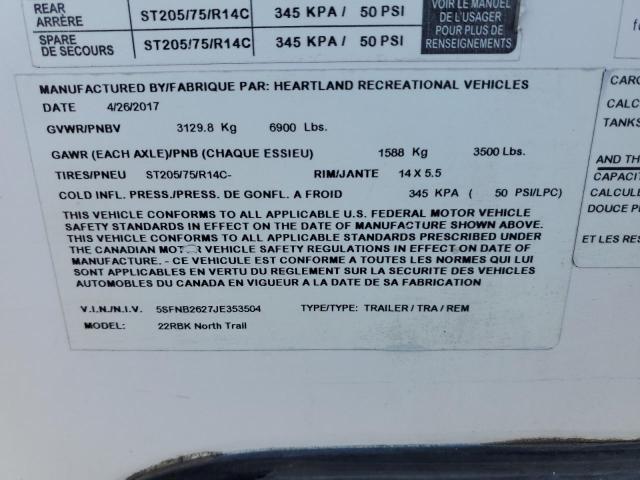 REAR
ARRIÈRE
ST205/75/R14C
345 KPA / 50 PSI
SPARE
DE SECOURS
ST205/75/R14C
345 KPA / 50 PSI
VOIR LE MANUEL
DE L'USAGER
POUR PLUS DE
RENSEIGNEMENTS
MANUFACTURED BY/FABRIQUE PAR: HEARTLAND RECREATIONAL VEHICLES
DATE 4/26/2017
GVWR/PNBV 3129.8 Kg 6900 Lbs.
GAWR (EACH AXLE)/PNB (CHAQUE ESSIEU) 1588 Kg 3500 Lbs.
TIRES/PNEU ST205/75/R14C- RIM/JANTE 14 X 5.5
COLD INFL. PRESS./PRESS. DE GONFL. A FROID 345 KPA ( 50 PSI/LPC)
THIS VEHICLE CONFORMS TO ALL APPLICABLE U.S. FEDERAL MOTOR VEHICLE
SAFETY STANDARDS IN EFFECT ON THE DATE OF MANUFACTURE SHOWN ABOVE.
THIS VEHICLE CONFORMS TO ALL APPLICABLE STANDARDS PRESCRIBED UNDER
THE CANADIAN MOTOR VEHICLE SAFETY REGULATIONS IN EFFECT ON DATE OF
MANUFACTURE. - CE VEHICULE EST CONFORME A TOUTES LES NORMES QUI LUI
SONT APPLICABLES EN VERTU DU REGLEMENT SUR LA SECURITE DES VEHICLES
AUTOMOBILES DU CANADA EN VIGUEUR A LA DATE DE SA FABRICATION
V.I.N./N.I.V. 5SFNB2627JE353504 TYPE/TYPE: TRAILER / TRA / REM
MODEL: 22RBK North Trail
TANKS
AND TH
CALCULE
DOUCE P
ET LES RES